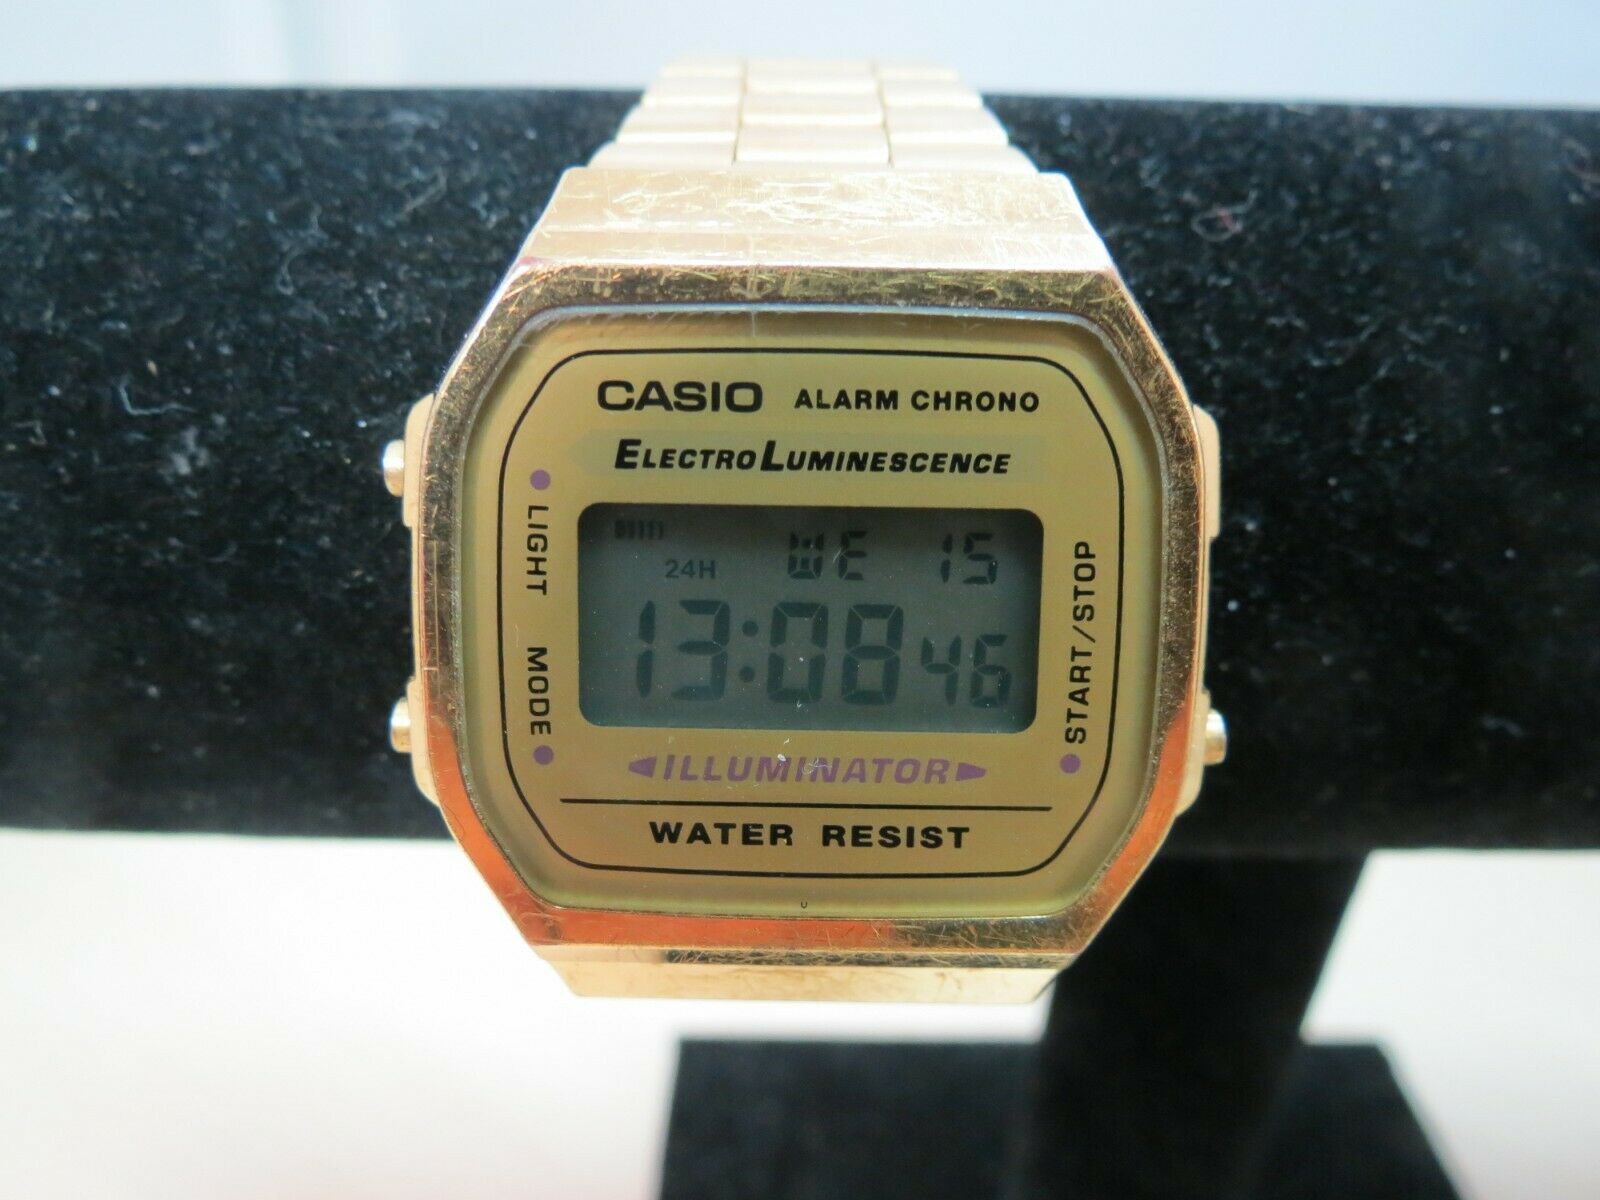 CASIO ALARM CHRONO
ELECTRO LUMINESCENCE
LIGHT
MODE
24H WE 15
13:08 46
START/STOP
ILLUMINATOR
WATER RESIST